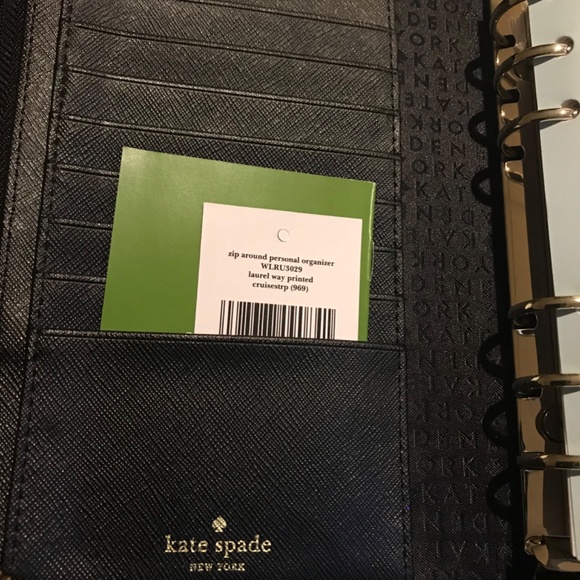 zip around personal organizer
WLRU3029
laurel way printed
cruisestrp (969)
kate spade
NEW YORK